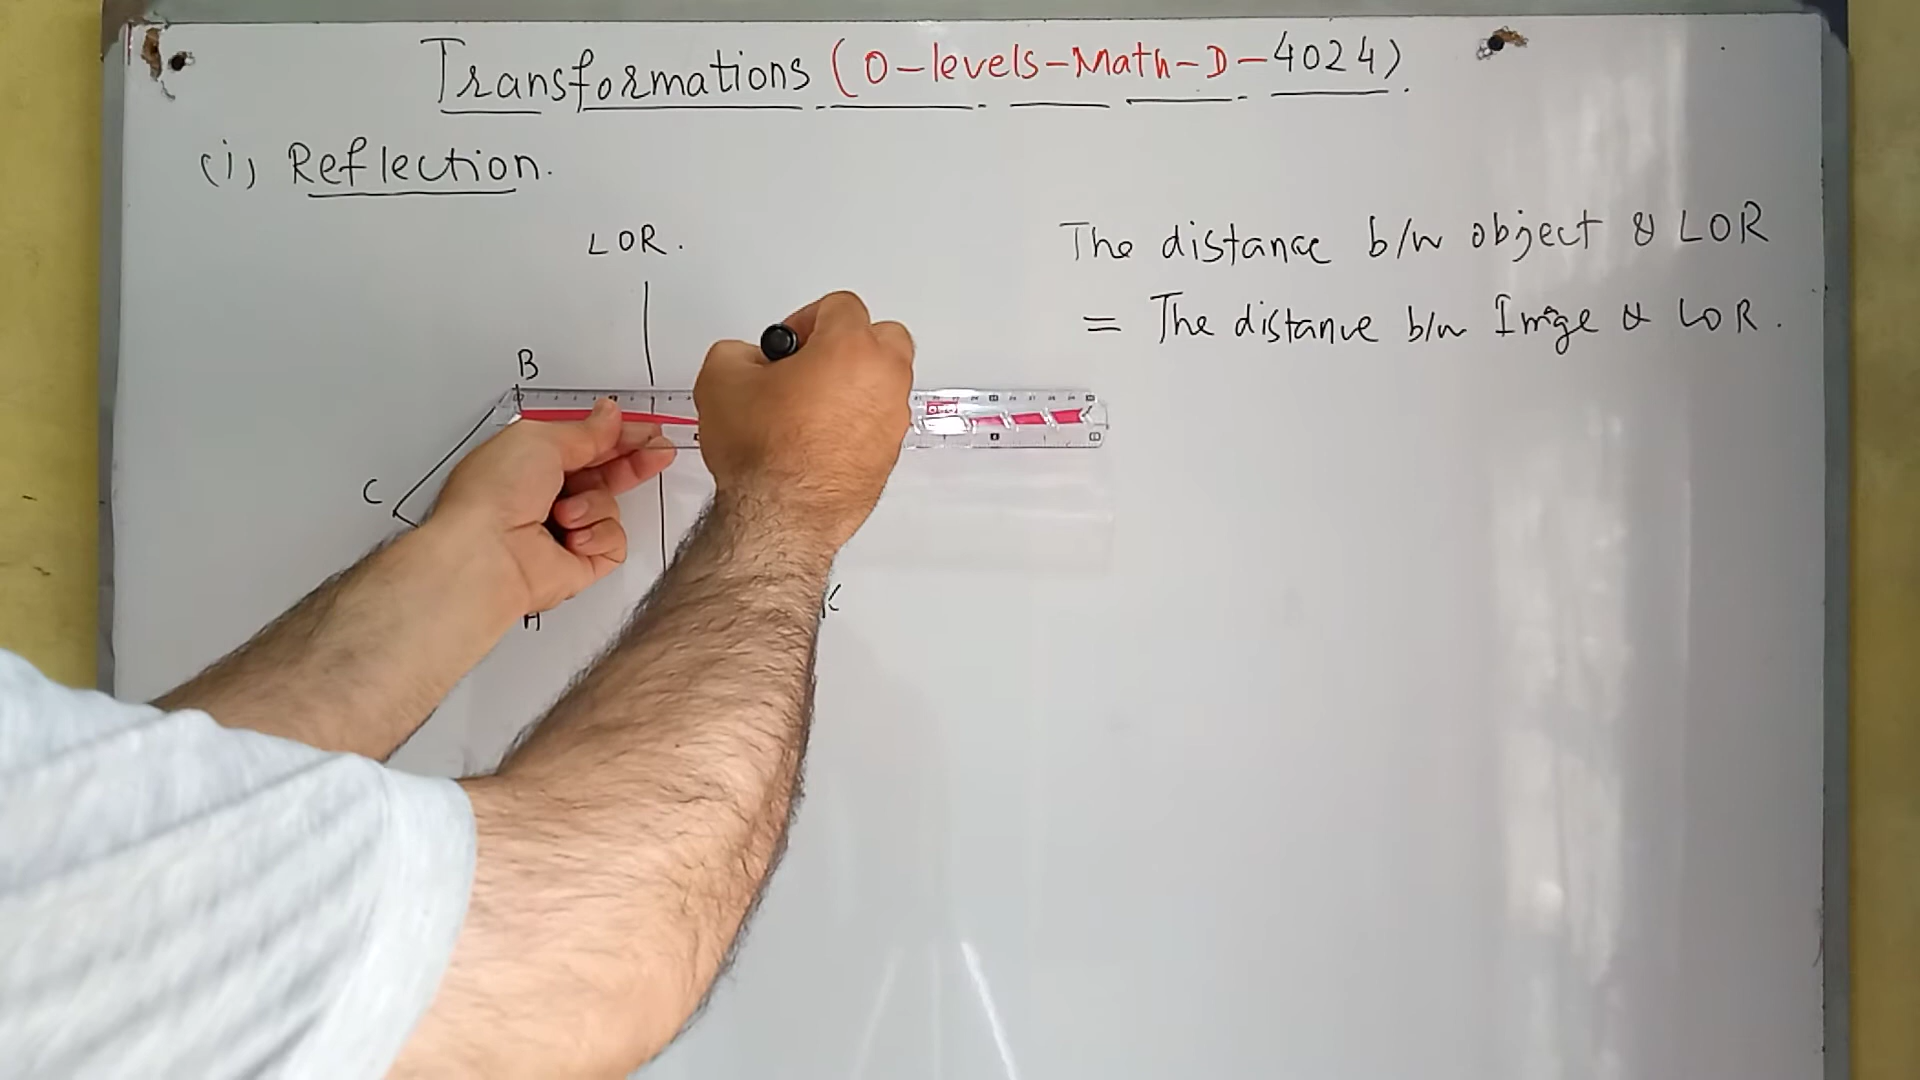 Transformations (O-levels-Math-D-4024).
(i) Reflection.
LOR.
The distance b/w object & LOR
= The distance b/w Image & LOR.
B
C
A
K